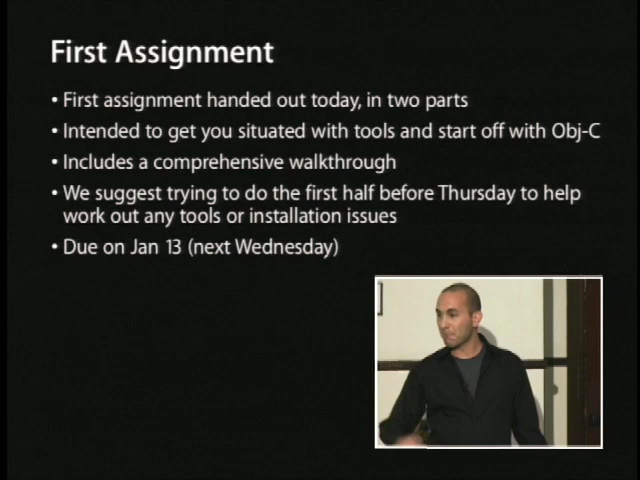 First Assignment
• First assignment handed out today, in two parts
• Intended to get you situated with tools and start off with Obj-C
• Includes a comprehensive walkthrough
• We suggest trying to do the first half before Thursday to help
work out any tools or installation issues
• Due on Jan 13 (next Wednesday)